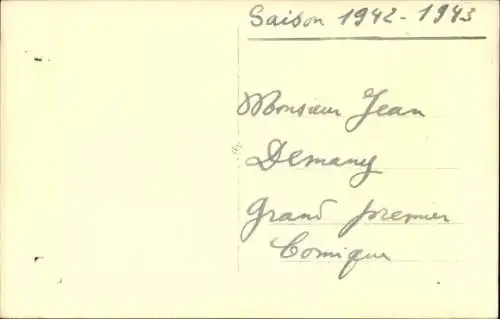 Saison 1942-1943
Monsieur Jean
Demany
Grand premier
Comique